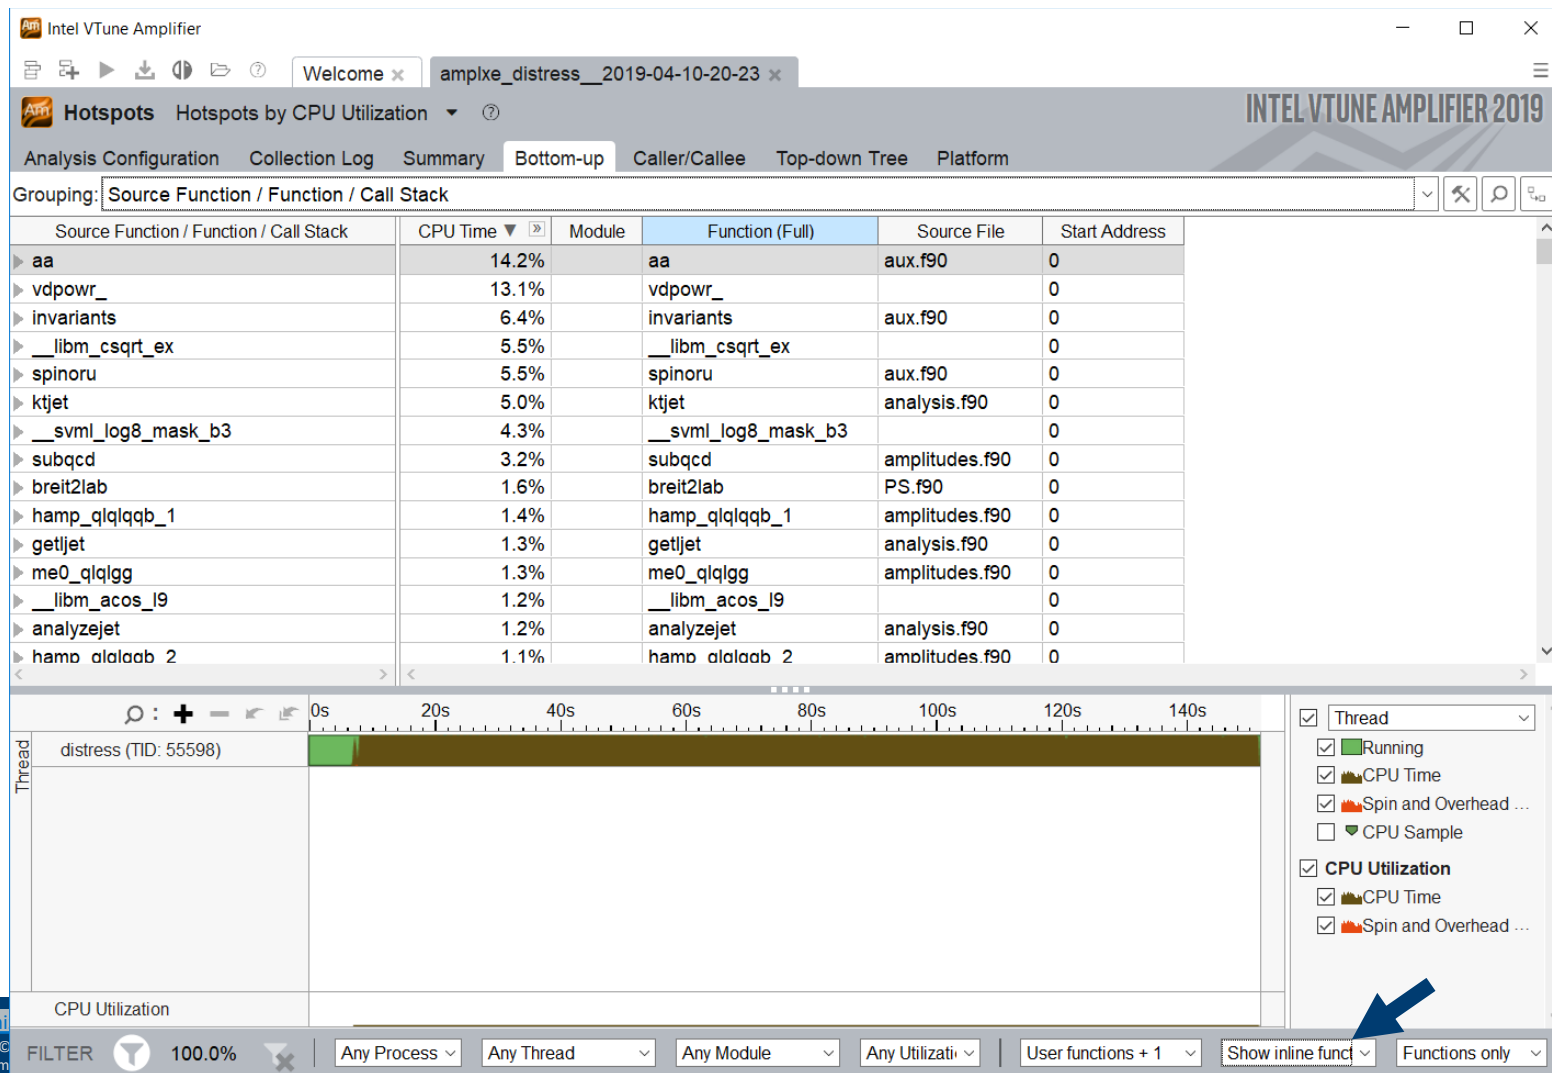 Intel VTune Amplifier
Welcome × amplxe_distress__2019-04-10-20-23 ×
Hotspots Hotspots by CPU Utilization
INTEL VTUNE AMPLIFIER 2019
Analysis Configuration Collection Log Summary Bottom-up Caller/Callee Top-down Tree Platform
Grouping: Source Function / Function / Call Stack
Source Function / Function / Call Stack CPU Time ▼ Module Function (Full) Source File Start Address
aa 14.2% aa aux.f90 0
vdpowr_ 13.1% vdpowr_ 0
invariants 6.4% invariants aux.f90 0
__libm_csqrt_ex 5.5% __libm_csqrt_ex 0
spinoru 5.5% spinoru aux.f90 0
ktjet 5.0% ktjet analysis.f90 0
__svml_log8_mask_b3 4.3% __svml_log8_mask_b3 0
subqcd 3.2% subqcd amplitudes.f90 0
breit2lab 1.6% breit2lab PS.f90 0
hamp_qlqlqqb_1 1.4% hamp_qlqlqqb_1 amplitudes.f90 0
getljet 1.3% getljet analysis.f90 0
me0_qlqlgg 1.3% me0_qlqlgg amplitudes.f90 0
__libm_acos_l9 1.2% __libm_acos_l9 0
analyzejet 1.2% analyzejet analysis.f90 0
hamp_qlqlqqb_2 1.1% hamp_qlqlqqb_2 amplitudes.f90 0
0s 20s 40s 60s 80s 100s 120s 140s
Thread
distress (TID: 55598)
CPU Utilization
Thread
Running
CPU Time
Spin and Overhead ...
CPU Sample
CPU Utilization
CPU Time
Spin and Overhead ...
FILTER 100.0% Any Process Any Thread Any Module Any Utilizati User functions + 1 Show inline funct Functions only